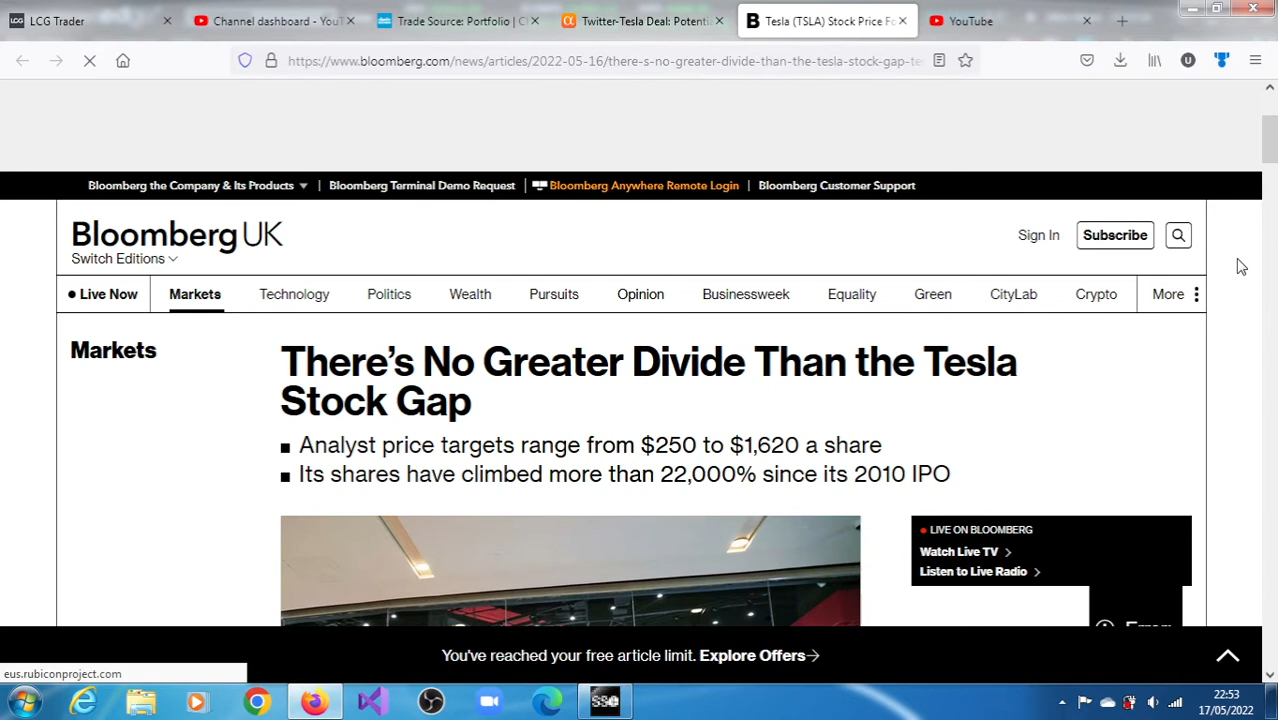 LCG Trader
Channel dashboard - YouT
Trade Source: Portfolio | C
Twitter-Tesla Deal: Potenti
Tesla (TSLA) Stock Price Fo
YouTube
https://www.bloomberg.com/news/articles/2022-05-16/there-s-no-greater-divide-than-the-tesla-stock-gap-te
Bloomberg the Company & Its Products
Bloomberg Terminal Demo Request
Bloomberg Anywhere Remote Login
Bloomberg Customer Support
Bloomberg UK
Switch Editions
Sign In
Subscribe
Live Now
Markets
Technology
Politics
Wealth
Pursuits
Opinion
Businessweek
Equality
Green
CityLab
Crypto
More
Markets
There's No Greater Divide Than the Tesla
Stock Gap
Analyst price targets range from $250 to $1,620 a share
Its shares have climbed more than 22,000% since its 2010 IPO
LIVE ON BLOOMBERG
Watch Live TV
Listen to Live Radio
You've reached your free article limit. Explore Offers
eus.rubiconproject.com
22:53
17/05/2022